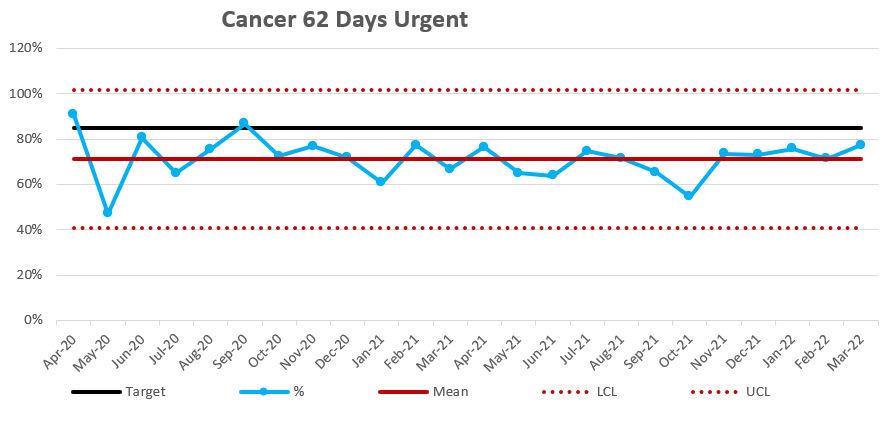 Cancer 62 Days Urgent
120%
100%
80%
60%
40%
20%
0%
Apr-20 May-20 Jun-20 Jul-20 Aug-20 Sep-20 Oct-20 Nov-20 Dec-20 Jan-21 Feb-21 Mar-21 Apr-21 May-21 Jun-21 Jul-21 Aug-21 Sep-21 Oct-21 Nov-21 Dec-21 Jan-22 Feb-22 Mar-22
Target % Mean LCL UCL